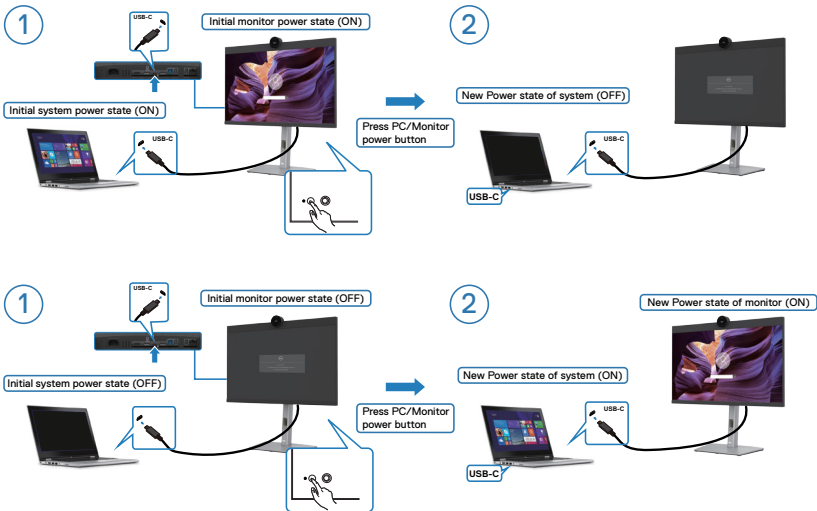 1
USB-C
Initial monitor power state (ON)
2
Initial system power state (ON)
USB-C
Press PC/Monitor
power button
New Power state of system (OFF)
USB-C
USB-C
1
USB-C
Initial monitor power state (OFF)
2
New Power state of monitor (ON)
Initial system power state (OFF)
Press PC/Monitor
power button
New Power state of system (ON)
USB-C
USB-C
USB-C